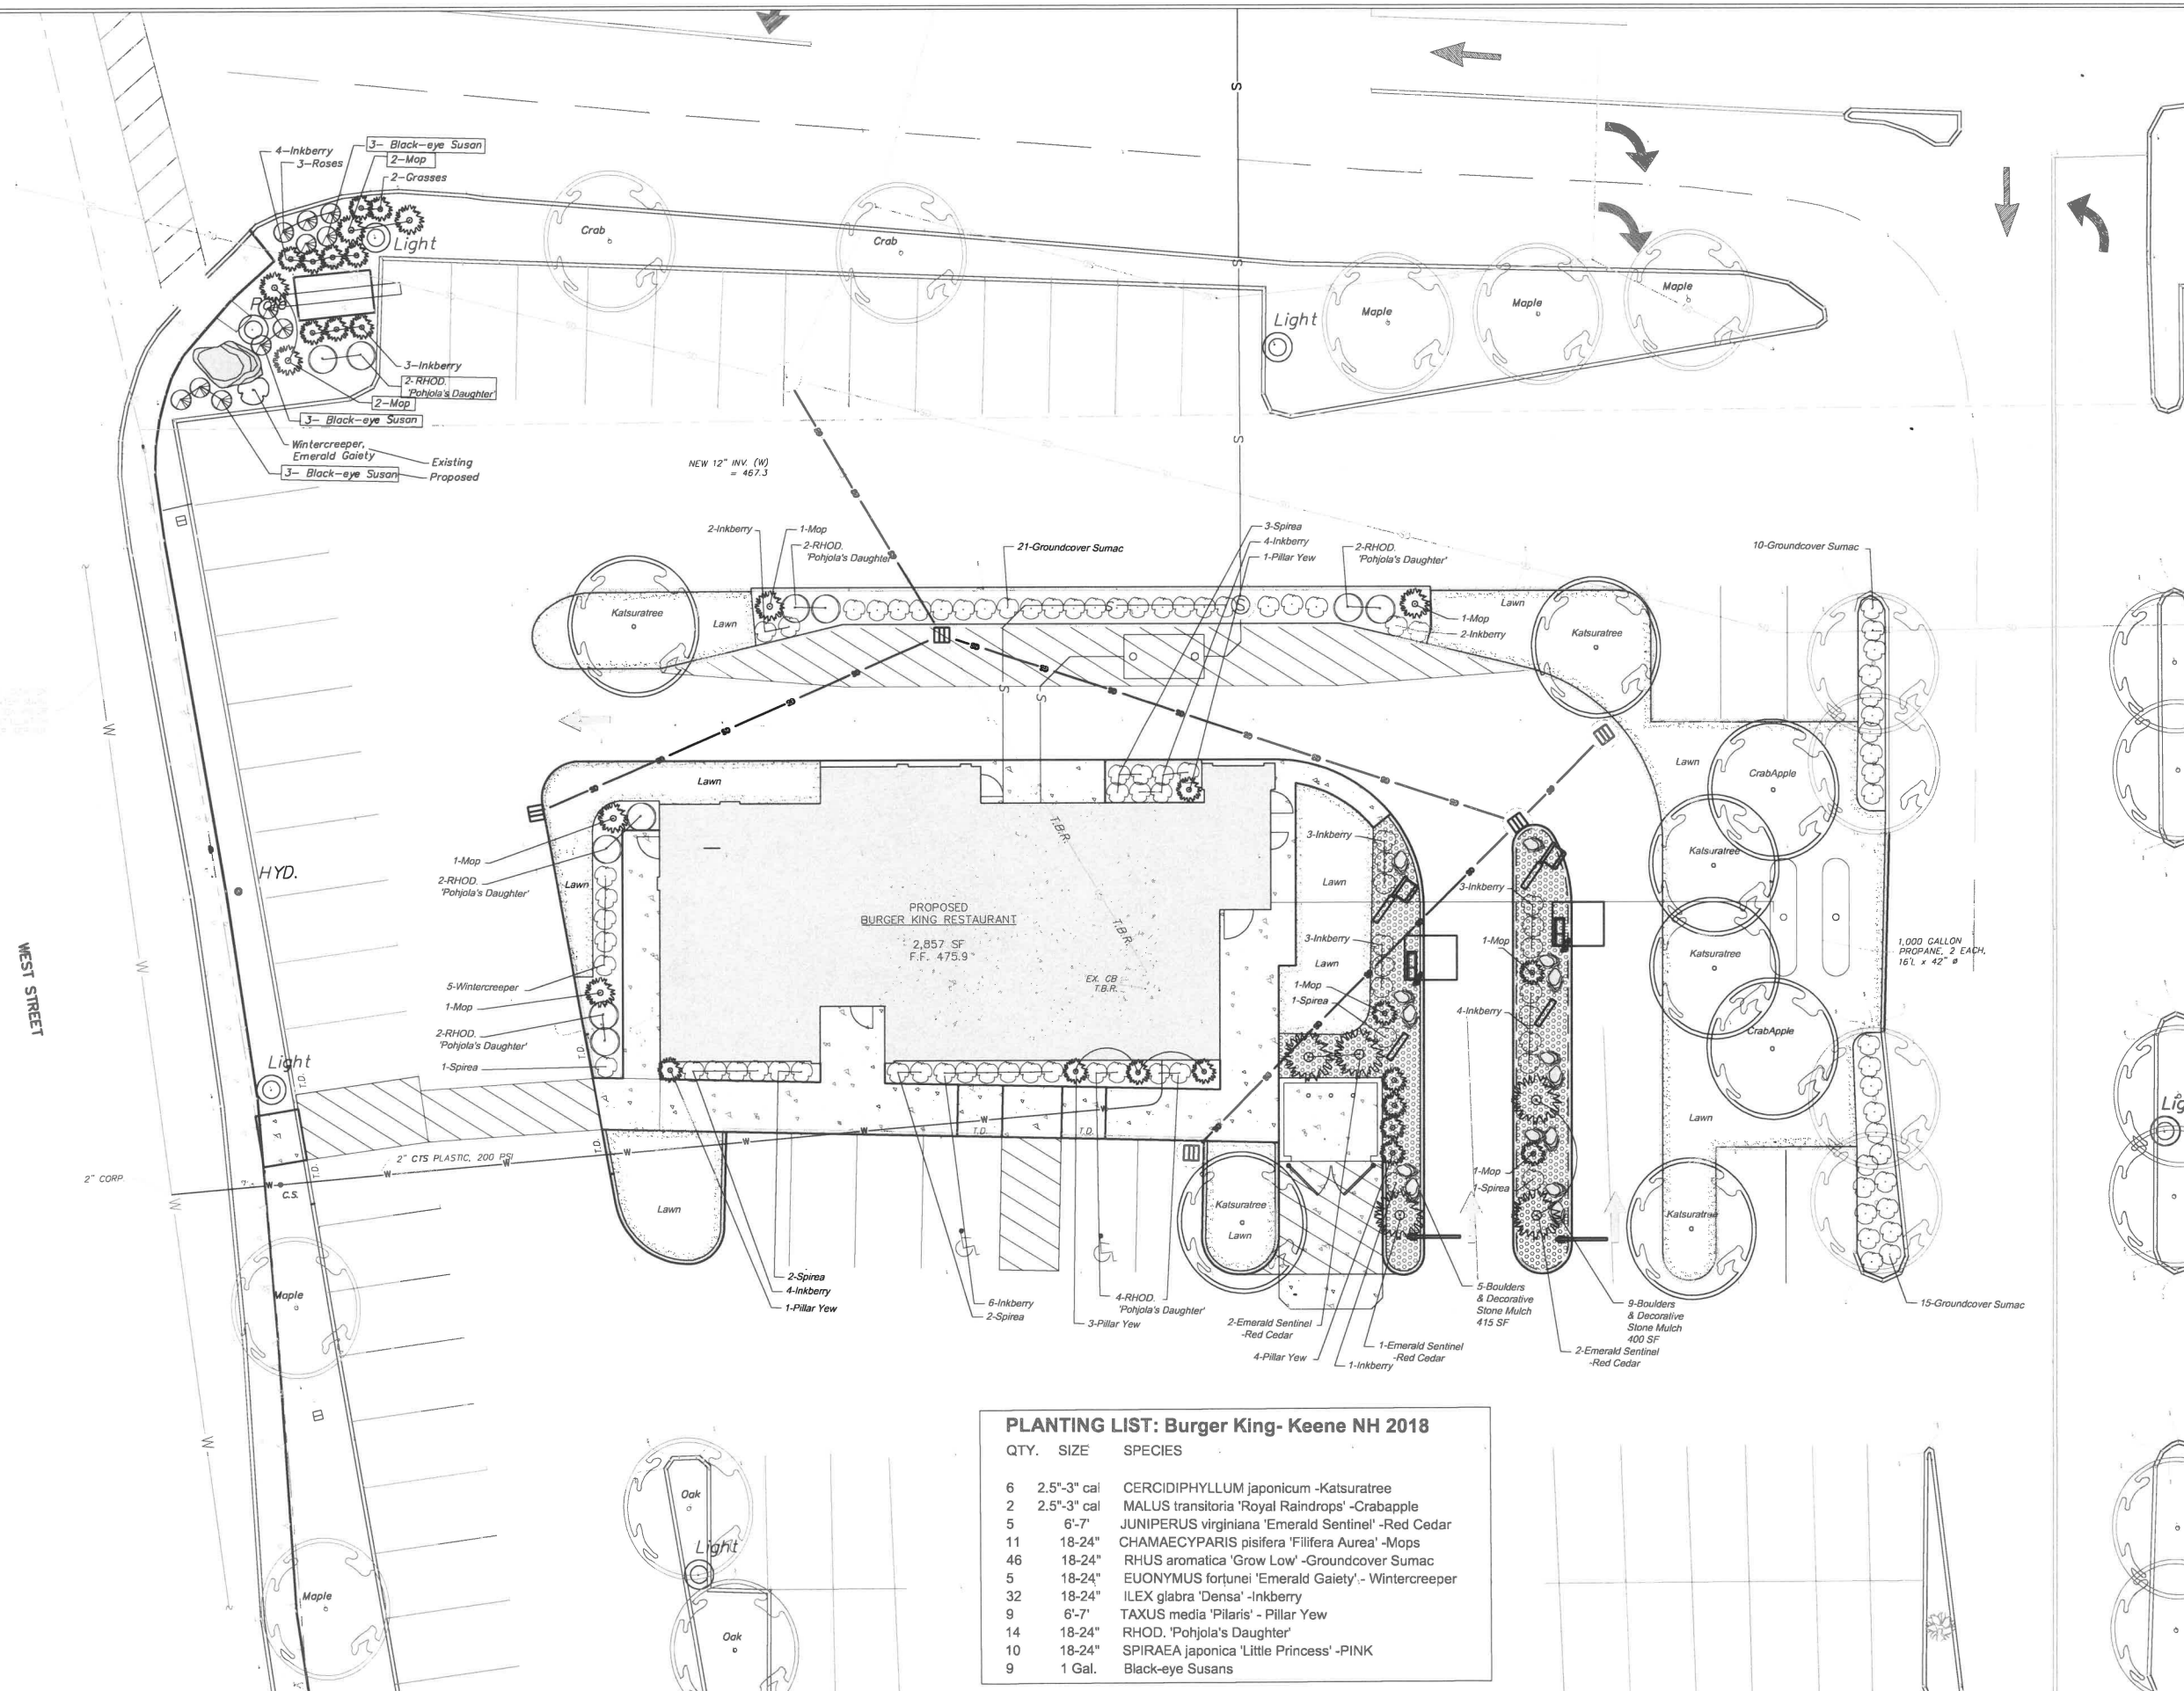 4-Inkberry
3-Roses
3- Black-eye Susan
2-Mop
2-Grasses
Light
3-Inkberry
2-RHOD.
'Pohjola's Daughter'
2-Mop
3- Black-eye Susan
Wintercreeper,
Emerald Gaiety
Existing
3- Black-eye Susan
Proposed
Crab
Crab
S
S
S
Light
Maple
Maple
Maple
NEW 12" INV. (W)
= 467.3
2-Inkberry
1-Mop
2-RHOD.
'Pohjola's Daughter'
21-Groundcover Sumac
3-Spirea
4-Inkberry
1-Pillar Yew
2-RHOD.
'Pohjola's Daughter'
10-Groundcover Sumac
Katsuratree
Lawn
S
S
Lawn
1-Mop
2-Inkberry
Katsuratree
S
S
Lawn
Lawn
CrabApple
Katsuratree
Katsuratree
CrabApple
Lawn
1,000 GALLON
PROPANE, 2 EACH,
16'L x 42" ø
HYD.
W
W
W
W
WEST STREET
1-Mop
2-RHOD.
'Pohjola's Daughter'
Lawn
5-Wintercreeper
1-Mop
2-RHOD.
'Pohjola's Daughter'
1-Spirea
T.D.
PROPOSED
BURGER KING RESTAURANT
2,857 SF
F.F. 475.9
T.B.R.
T.B.R.
EX. CB
T.B.R.
3-Inkberry
Lawn
3-Inkberry
Lawn
1-Mop
1-Spirea
3-Inkberry
1-Mop
4-Inkberry
1-Mop
1-Spirea
Light
T.D.
T.D.
T.D.
2" CORP
C.S.
2" CTS PLASTIC, 200 PSI
W
W
W
W
W
W
W
W
W
T.D.
T.D.
Lawn
Katsuratree
Lawn
Katsuratree
2-Spirea
4-Inkberry
1-Pillar Yew
6-Inkberry
2-Spirea
4-RHOD.
'Pohjola's Daughter'
3-Pillar Yew
2-Emerald Sentinel
-Red Cedar
4-Pillar Yew
1-Inkberry
1-Emerald Sentinel
-Red Cedar
5-Boulders
& Decorative
Stone Mulch
415 SF
9-Boulders
& Decorative
Stone Mulch
400 SF
2-Emerald Sentinel
-Red Cedar
15-Groundcover Sumac
Maple
Maple
Oak
Light
Oak
PLANTING LIST: Burger King- Keene NH 2018
QTY. SIZE SPECIES
6 2.5"-3" cal CERCIDIPHYLLUM japonicum -Katsuratree
2 2.5"-3" cal MALUS transitoria 'Royal Raindrops' -Crabapple
5 6'-7' JUNIPERUS virginiana 'Emerald Sentinel' -Red Cedar
11 18-24" CHAMAECYPARIS pisifera 'Filifera Aurea' -Mops
46 18-24" RHUS aromatica 'Grow Low' -Groundcover Sumac
5 18-24" EUONYMUS fortunei 'Emerald Gaiety' - Wintercreeper
32 18-24" ILEX glabra 'Densa' -Inkberry
9 6'-7' TAXUS media 'Pilaris' - Pillar Yew
14 18-24" RHOD. 'Pohjola's Daughter'
10 18-24" SPIRAEA japonica 'Little Princess' -PINK
9 1 Gal. Black-eye Susans